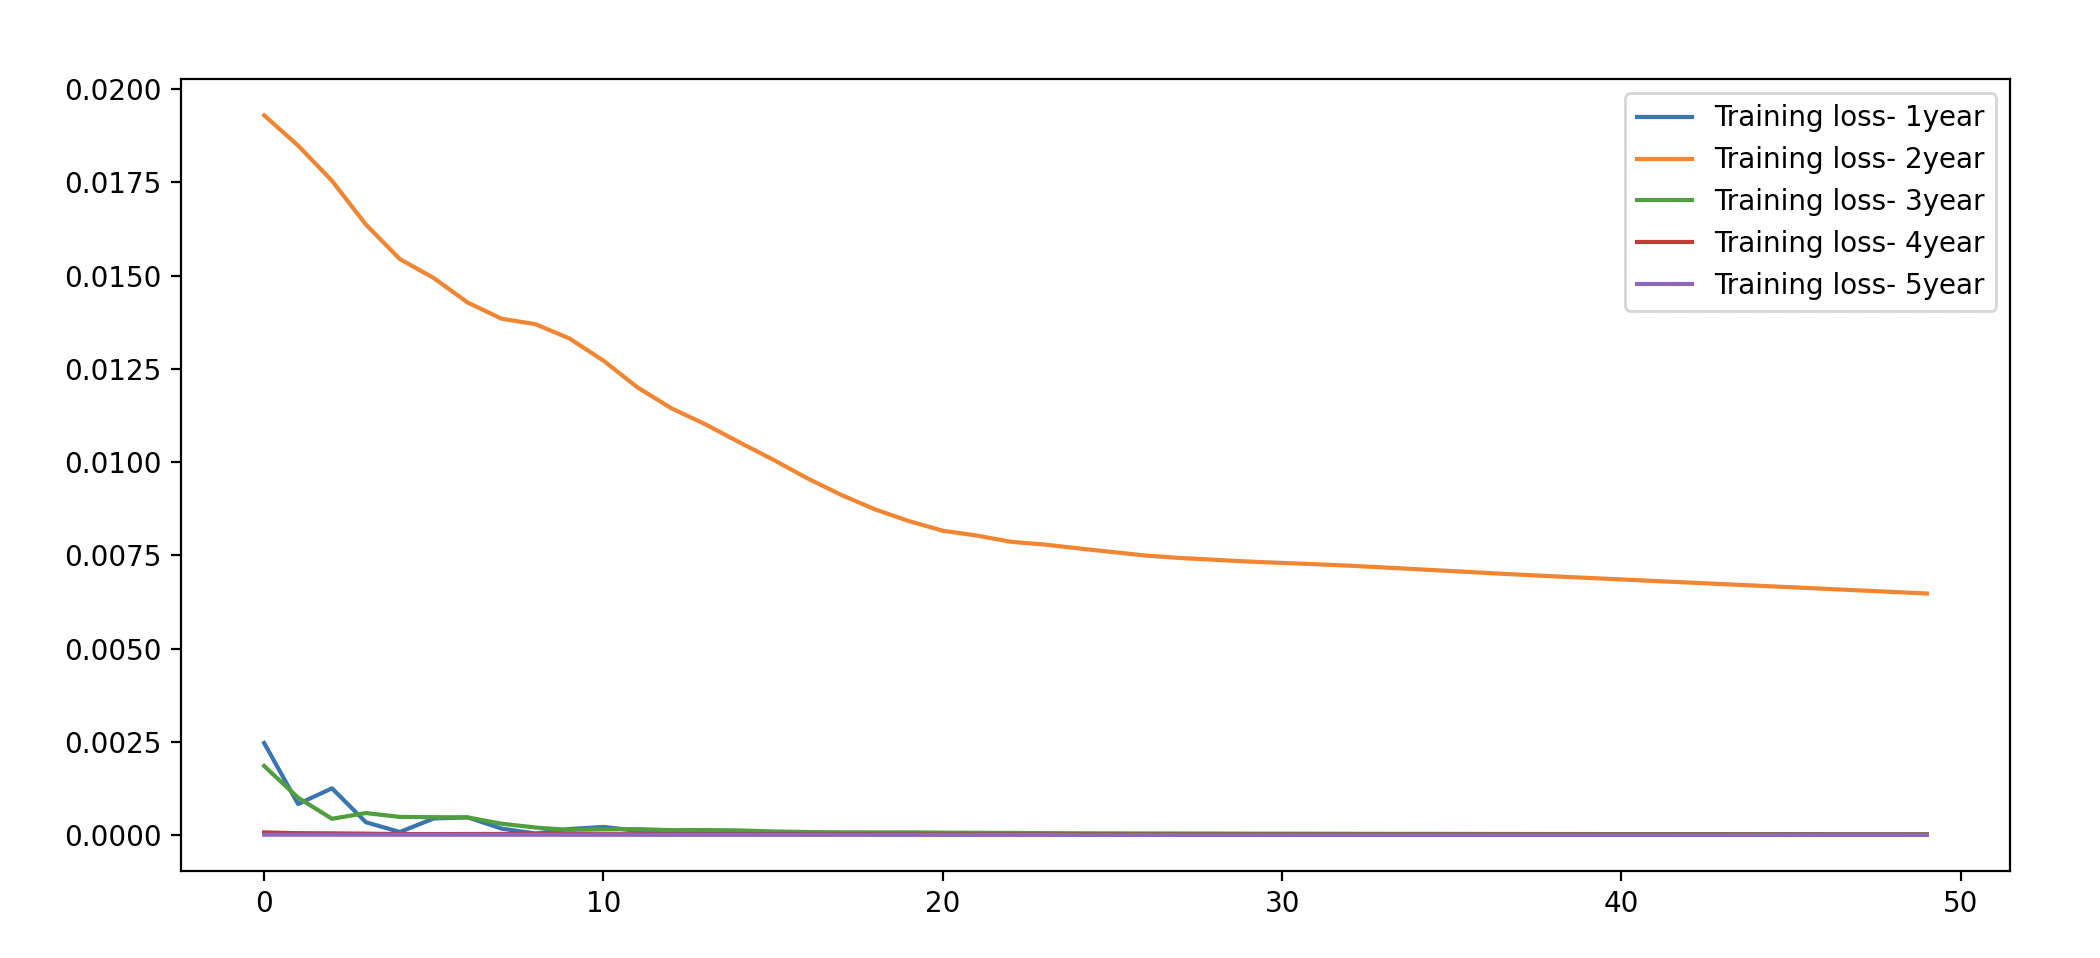 0.0200
0.0175
0.0150
0.0125
0.0100
0.0075
0.0050
0.0025
0.0000
0 10 20 30 40 50
Training loss- 1year
Training loss- 2year
Training loss- 3year
Training loss- 4year
Training loss- 5year